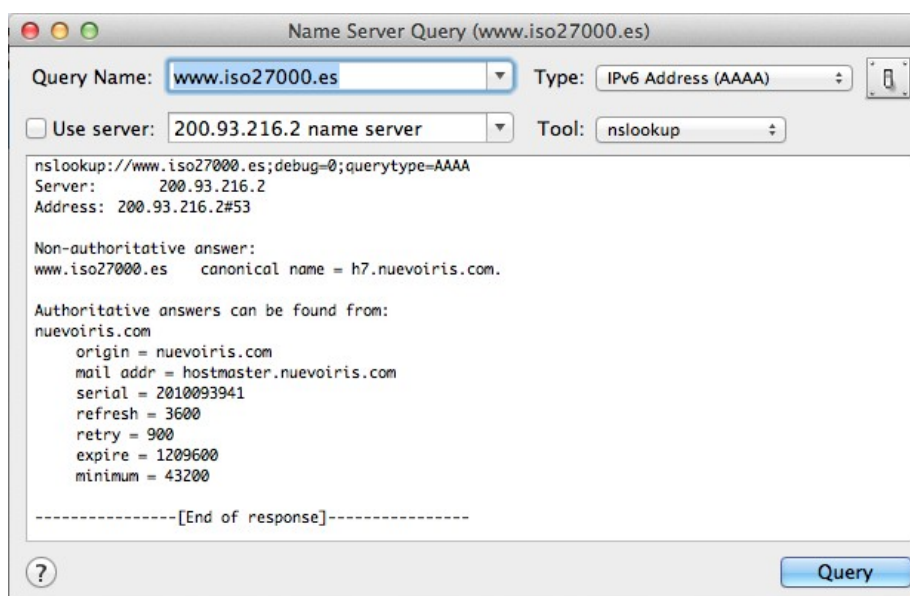 Name Server Query (www.iso27000.es)
Query Name: www.iso27000.es Type: IPv6 Address (AAAA)
Use server: 200.93.216.2 name server Tool: nslookup
nslookup://www.iso27000.es;debug=0;querytype=AAAA
Server: 200.93.216.2
Address: 200.93.216.2#53
Non-authoritative answer:
www.iso27000.es canonical name = h7.nuevoiris.com.
Authoritative answers can be found from:
nuevoiris.com
origin = nuevoiris.com
mail addr = hostmaster.nuevoiris.com
serial = 2010093941
refresh = 3600
retry = 900
expire = 1209600
minimum = 43200
----------------[End of response]----------------
? Query